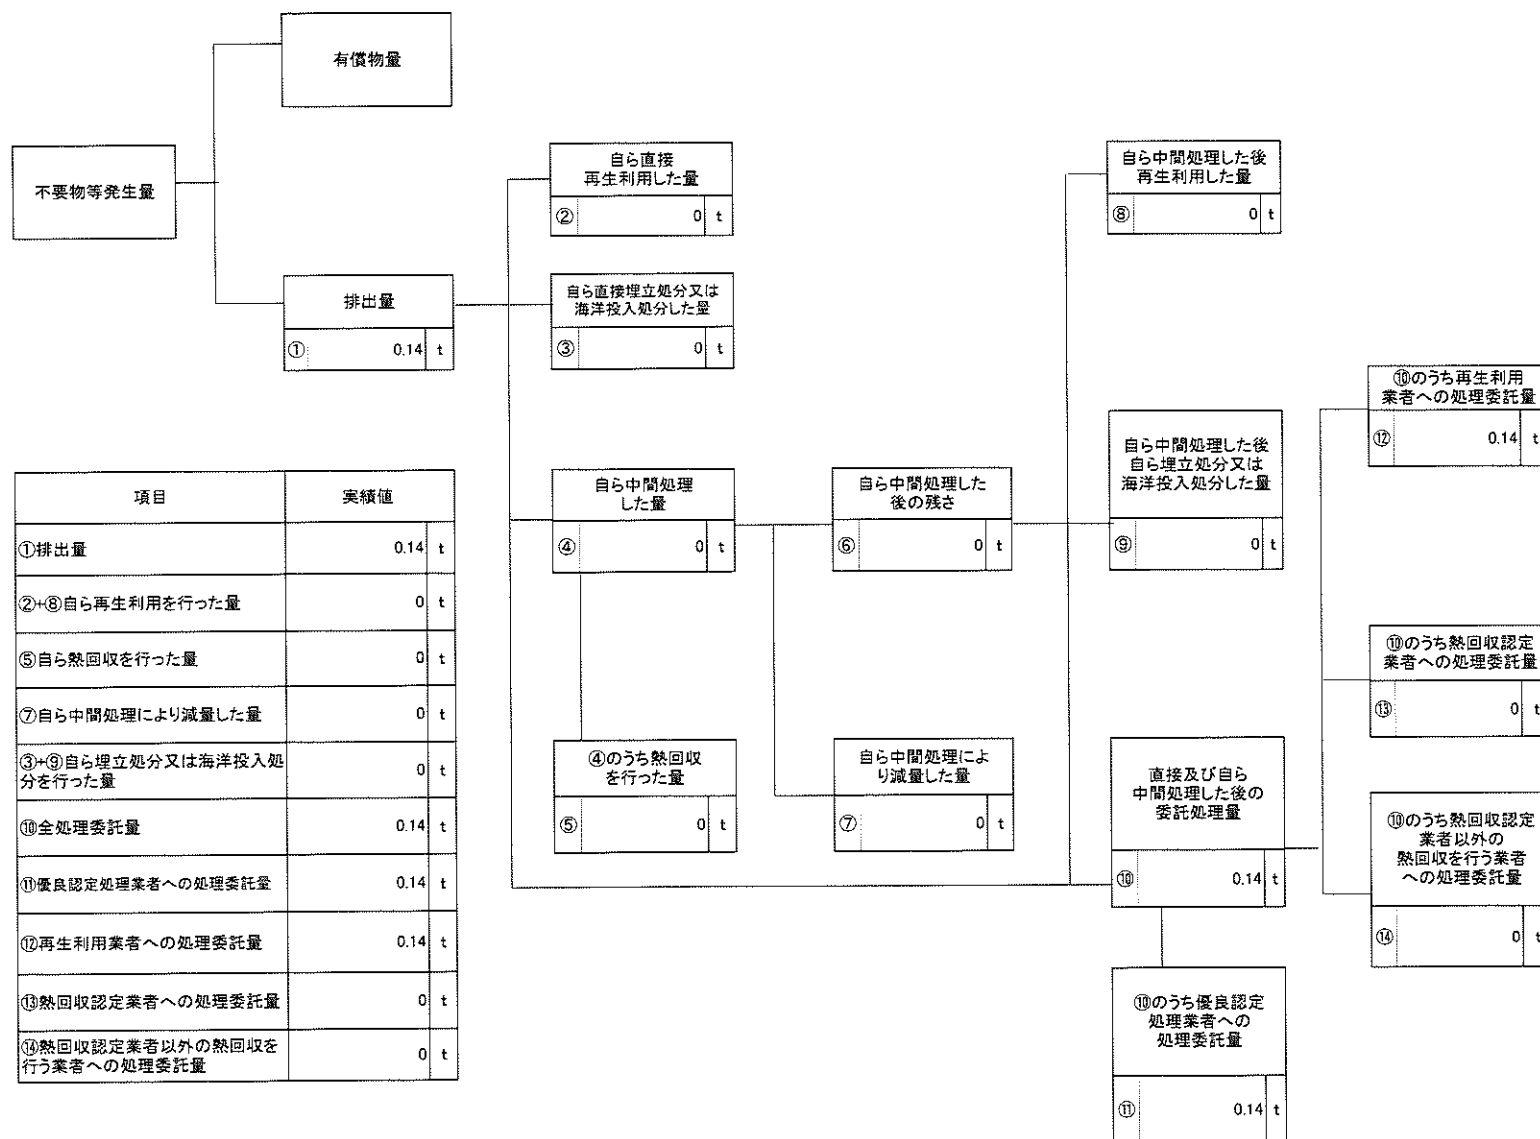 有償物量
不要物等発生量
排出量
① 0.14 t
自ら直接
再生利用した量
② 0 t
自ら直接埋立処分又は
海洋投入処分した量
③ 0 t
自ら中間処理
した量
④ 0 t
④のうち熱回収
を行った量
⑤ 0 t
自ら中間処理した
後の残さ
⑥ 0 t
自ら中間処理によ
り減量した量
⑦ 0 t
自ら中間処理した後
再生利用した量
⑧ 0 t
自ら中間処理した後
自ら埋立処分又は
海洋投入処分した量
⑨ 0 t
直接及び自ら
中間処理した後の
委託処理量
⑩ 0.14 t
⑩のうち優良認定
処理業者への
処理委託量
⑪ 0.14 t
⑩のうち再生利用
業者への処理委託量
⑫ 0.14 t
⑩のうち熱回収認定
業者への処理委託量
⑬ 0 t
⑩のうち熱回収認定
業者以外の
熱回収を行う業者
への処理委託量
⑭ 0 t
項目 実績値
①排出量 0.14 t
②+⑧自ら再生利用を行った量 0 t
⑤自ら熱回収を行った量 0 t
⑦自ら中間処理により減量した量 0 t
③+⑨自ら埋立処分又は海洋投入処
分を行った量 0 t
⑩全処理委託量 0.14 t
⑪優良認定処理業者への処理委託量 0.14 t
⑫再生利用業者への処理委託量 0.14 t
⑬熱回収認定業者への処理委託量 0 t
⑭熱回収認定業者以外の熱回収を
行う業者への処理委託量 0 t